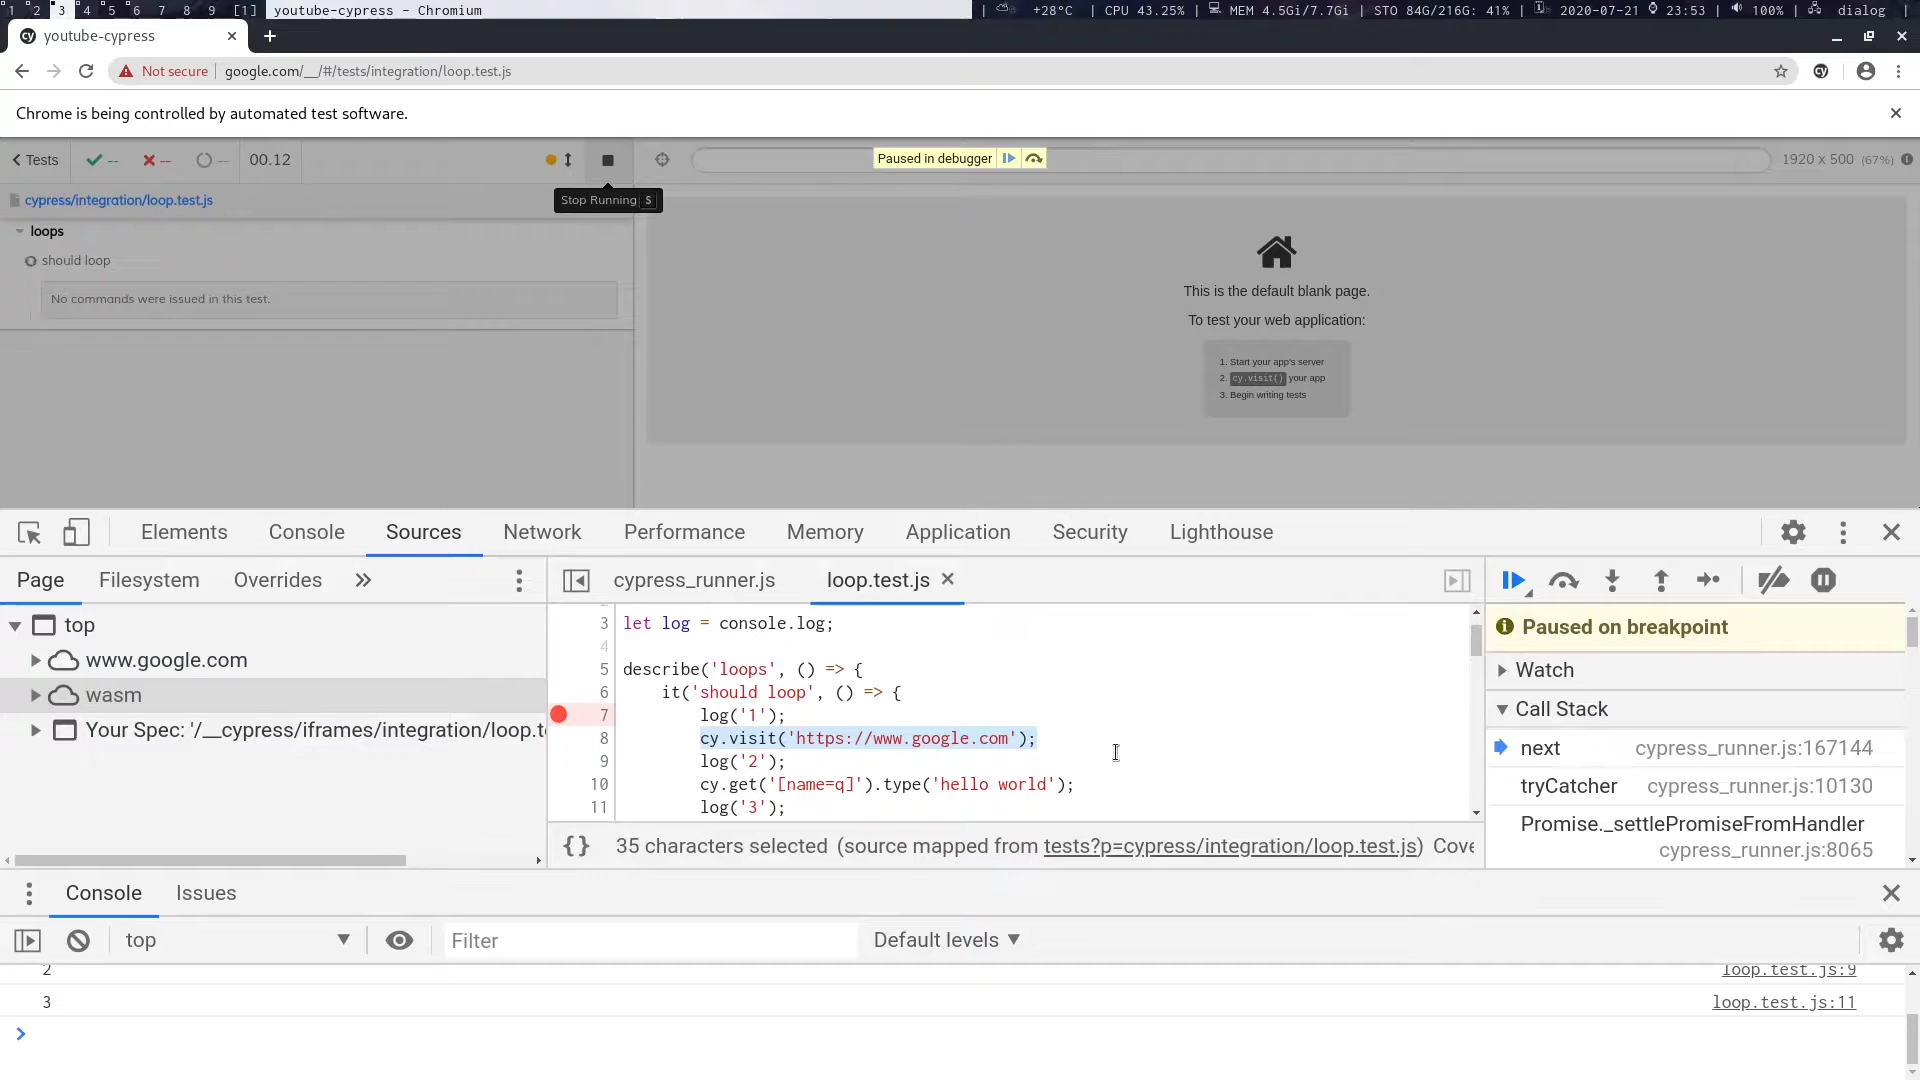 1 2 3 4 5 6 7 8 9 [1] youtube-cypress - Chromium | +28°C | CPU 43.25% | MEM 4.5Gi/7.7Gi | STO 84G/216G: 41% | 2020-07-21 23:53 | 100% | dialog |
youtube-cypress
Not secure google.com/__/#/tests/integration/loop.test.js
Chrome is being controlled by automated test software.
Tests -- -- -- 00.12 Paused in debugger 1920 x 500 (67%)
cypress/integration/loop.test.js
Stop Running S
loops
should loop
No commands were issued in this test.
This is the default blank page.
To test your web application:
1. Start your app's server
2. cy.visit() your app
3. Begin writing tests
Elements Console Sources Network Performance Memory Application Security Lighthouse
Page Filesystem Overrides »
cypress_runner.js loop.test.js
top
www.google.com
wasm
Your Spec: '/__cypress/iframes/integration/loop.t
3 let log = console.log;
4
5 describe('loops', () => {
6 it('should loop', () => {
7 log('1');
8 cy.visit('https://www.google.com');
9 log('2');
10 cy.get('[name=q]').type('hello world');
11 log('3');
{} 35 characters selected (source mapped from tests?p=cypress/integration/loop.test.js) Cove
Paused on breakpoint
Watch
Call Stack
next cypress_runner.js:167144
tryCatcher cypress_runner.js:10130
Promise._settlePromiseFromHandler
cypress_runner.js:8065
Console Issues
top Filter Default levels
2 loop.test.js:9
3 loop.test.js:11